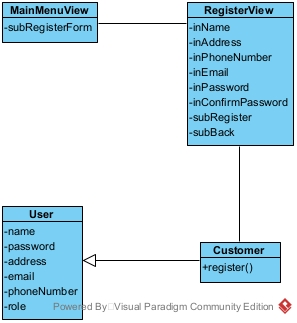 MainMenuView
-subRegisterForm
RegisterView
-inName
-inAddress
-inPhoneNumber
-inEmail
-inPassword
-inConfirmPassword
-subRegister
-subBack
User
-name
-password
-address
-email
-phoneNumber
-role
Customer
+register()
Powered By Visual Paradigm Community Edition